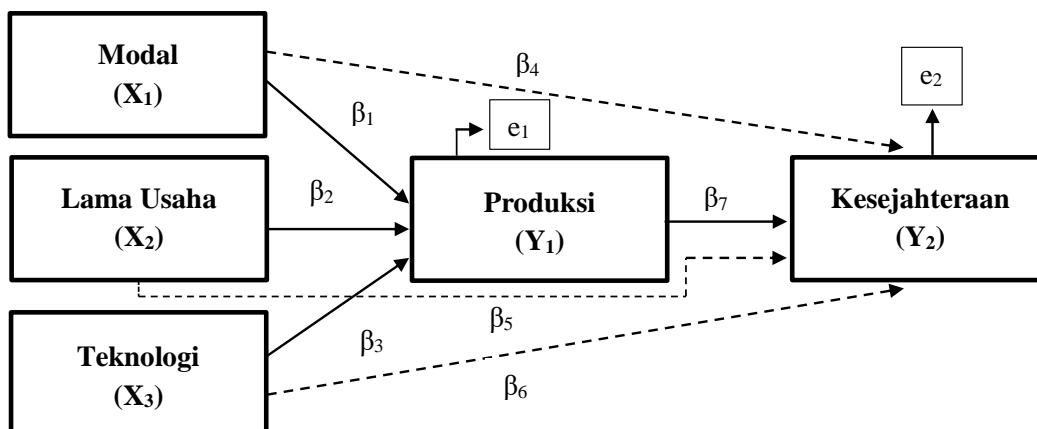 Modal
(X₁)
β₄
e₂
β₁
e₁
Lama Usaha
(X₂)
β₂
Produksi
(Y₁)
β₇
Kesejahteraan
(Y₂)
β₅
β₃
Teknologi
(X₃)
β₆